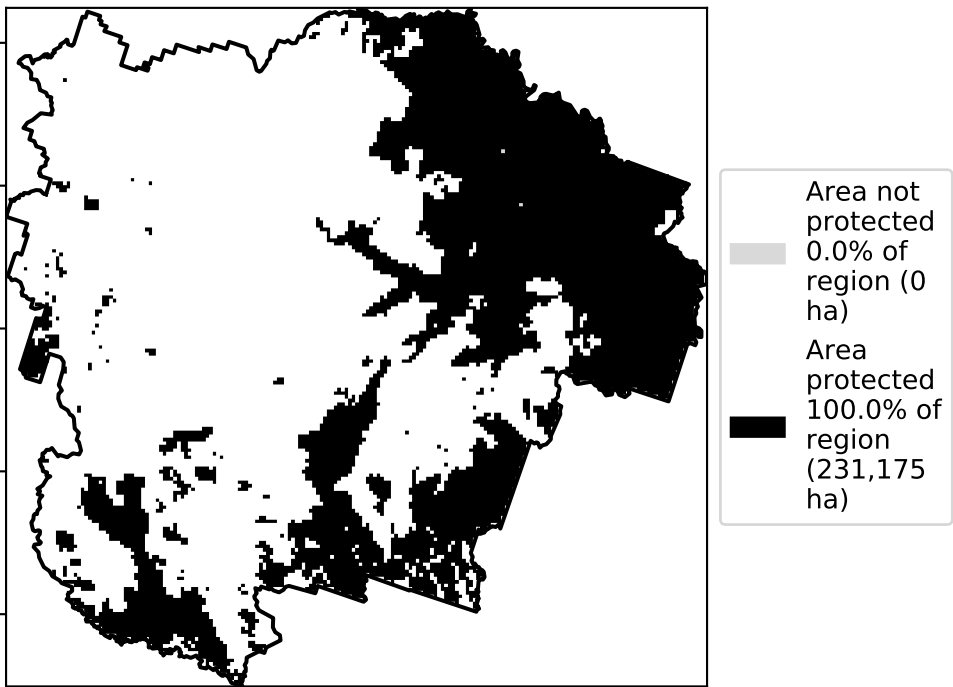 Area not
protected
0.0% of
region (0
ha)
Area
protected
100.0% of
region
(231,175
ha)